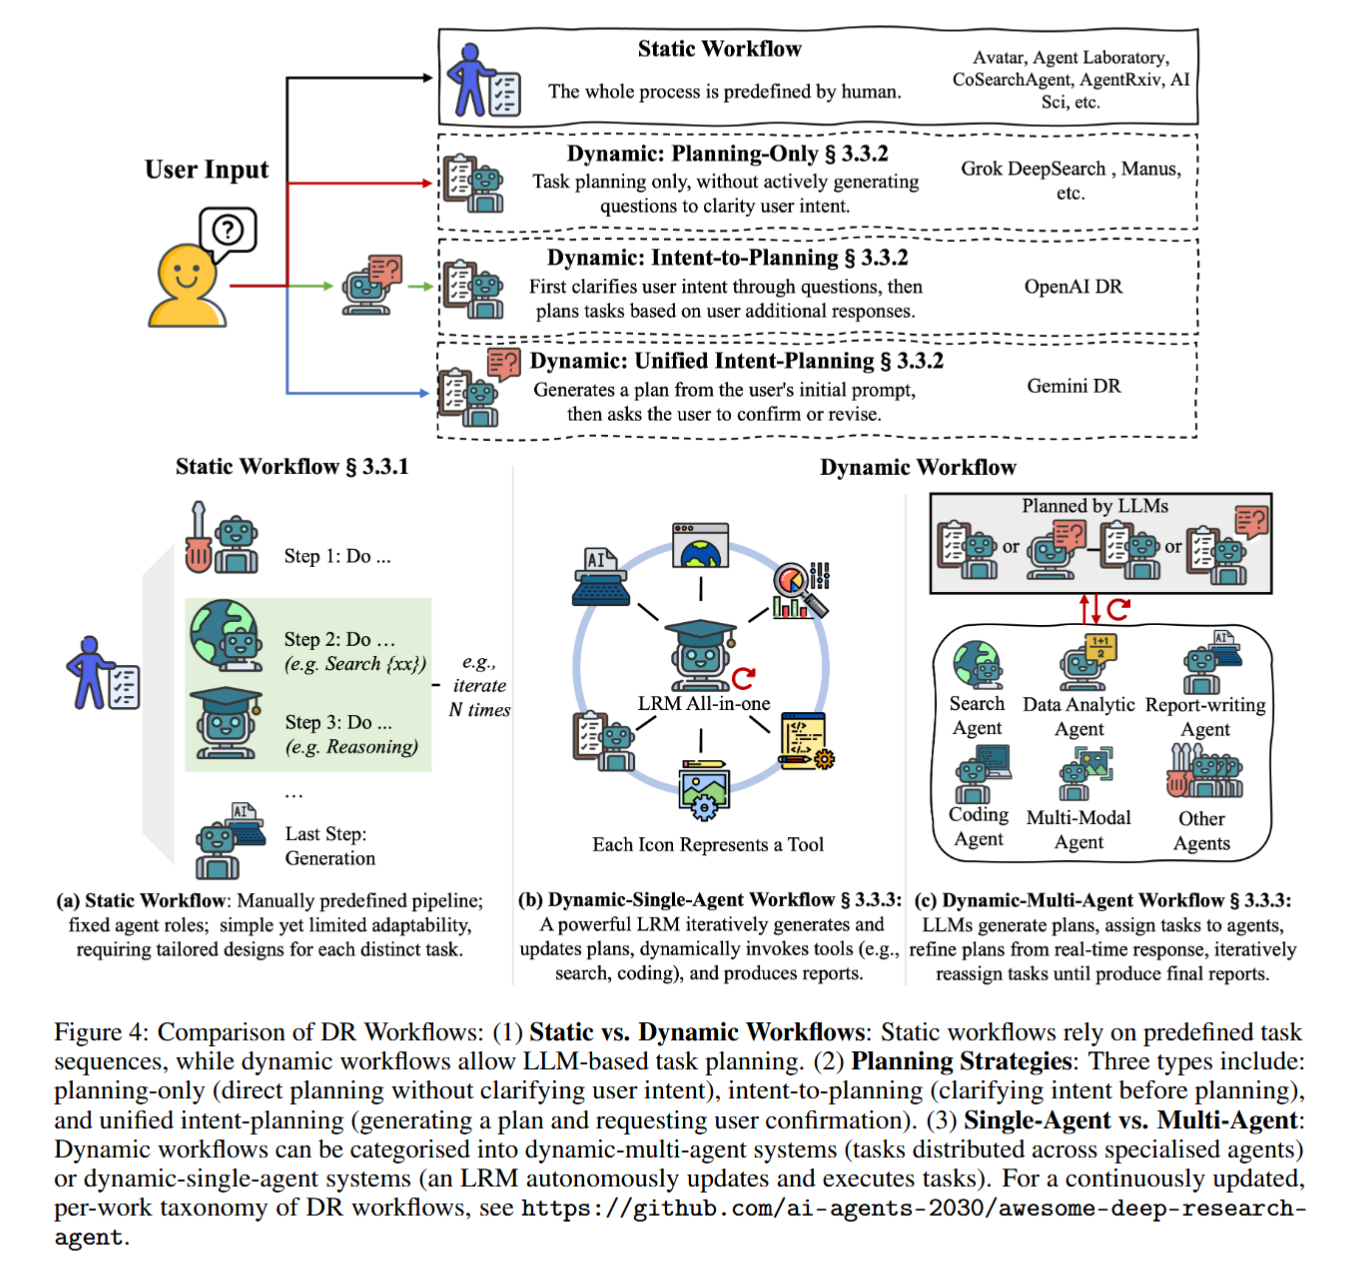 Static Workflow
The whole process is predefined by human.
Avatar, Agent Laboratory,
CoSearchAgent, AgentRxiv, AI
Sci, etc.
User Input
?
Dynamic: Planning-Only § 3.3.2
Task planning only, without actively generating
questions to clarity user intent.
Grok DeepSearch , Manus,
etc.
Dynamic: Intent-to-Planning § 3.3.2
First clarifies user intent through questions, then
plans tasks based on user additional responses.
OpenAI DR
?
Dynamic: Unified Intent-Planning § 3.3.2
Generates a plan from the user's initial prompt,
then asks the user to confirm or revise.
Gemini DR
?
Static Workflow § 3.3.1
Step 1: Do ...
Step 2: Do ...
(e.g. Search {xx})
Step 3: Do ...
(e.g. Reasoning)
...
Last Step:
Generation
AI
e.g.,
iterate
N times
Dynamic Workflow
AI
</>
</..>
LRM All-in-one
Each Icon Represents a Tool
Planned by LLMs
? or ? or ?
1+1
2
AI
Search
Agent
Data Analytic
Agent
Report-writing
Agent
Coding
Agent
Multi-Modal
Agent
Other
Agents
(a) Static Workflow: Manually predefined pipeline;
fixed agent roles; simple yet limited adaptability,
requiring tailored designs for each distinct task.
(b) Dynamic-Single-Agent Workflow § 3.3.3:
A powerful LRM iteratively generates and
updates plans, dynamically invokes tools (e.g.,
search, coding), and produces reports.
(c) Dynamic-Multi-Agent Workflow § 3.3.3:
LLMs generate plans, assign tasks to agents,
refine plans from real-time response, iteratively
reassign tasks until produce final reports.
Figure 4: Comparison of DR Workflows: (1) Static vs. Dynamic Workflows: Static workflows rely on predefined task
sequences, while dynamic workflows allow LLM-based task planning. (2) Planning Strategies: Three types include:
planning-only (direct planning without clarifying user intent), intent-to-planning (clarifying intent before planning),
and unified intent-planning (generating a plan and requesting user confirmation). (3) Single-Agent vs. Multi-Agent:
Dynamic workflows can be categorised into dynamic-multi-agent systems (tasks distributed across specialised agents)
or dynamic-single-agent systems (an LRM autonomously updates and executes tasks). For a continuously updated,
per-work taxonomy of DR workflows, see https://github.com/ai-agents-2030/awesome-deep-research-
agent.